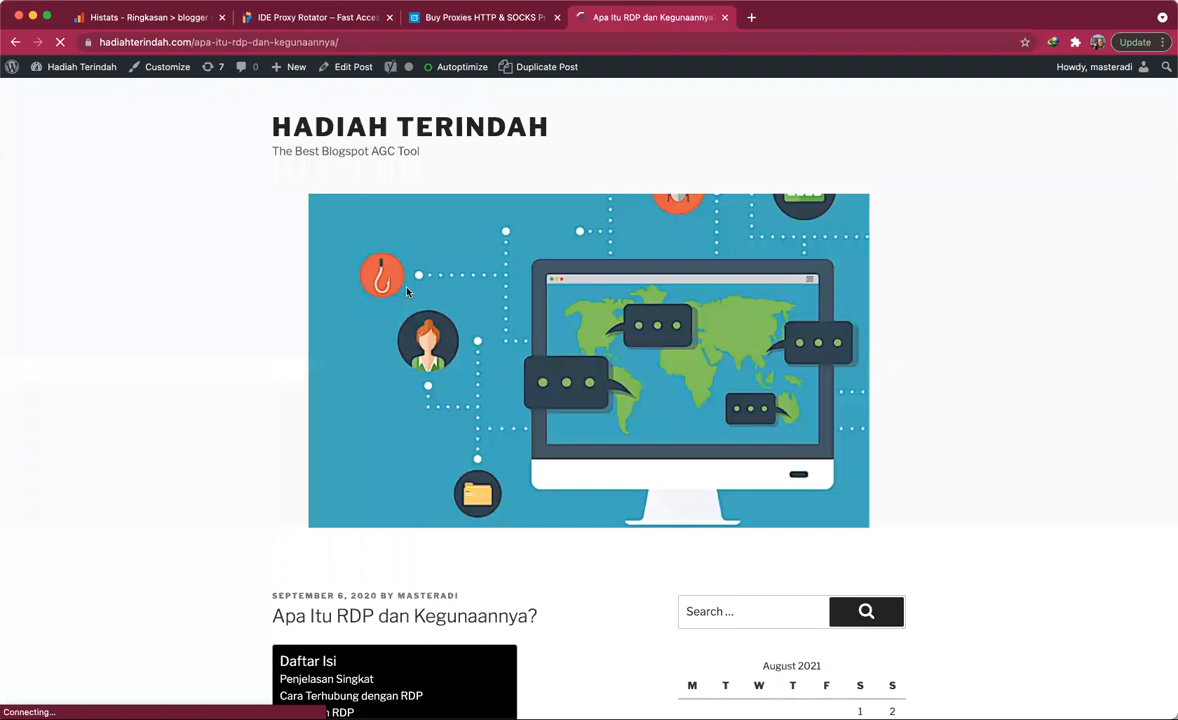 Histats - Ringkasan > blogger
IDE Proxy Rotator – Fast Acces
Buy Proxies HTTP & SOCKS P
Apa Itu RDP dan Kegunaannya?
hadiahterindah.com/apa-itu-rdp-dan-kegunaannya/
Update
Hadiah Terindah
Customize
7
0
New
Edit Post
Autoptimize
Duplicate Post
Howdy, masteradi
HADIAH TERINDAH
The Best Blogspot AGC Tool
SEPTEMBER 6, 2020 BY MASTERADI
Apa Itu RDP dan Kegunaannya?
Search …
Daftar Isi
Penjelasan Singkat
Cara Terhubung dengan RDP
RDP
August 2021
M T W T F S S
1 2
Connecting...